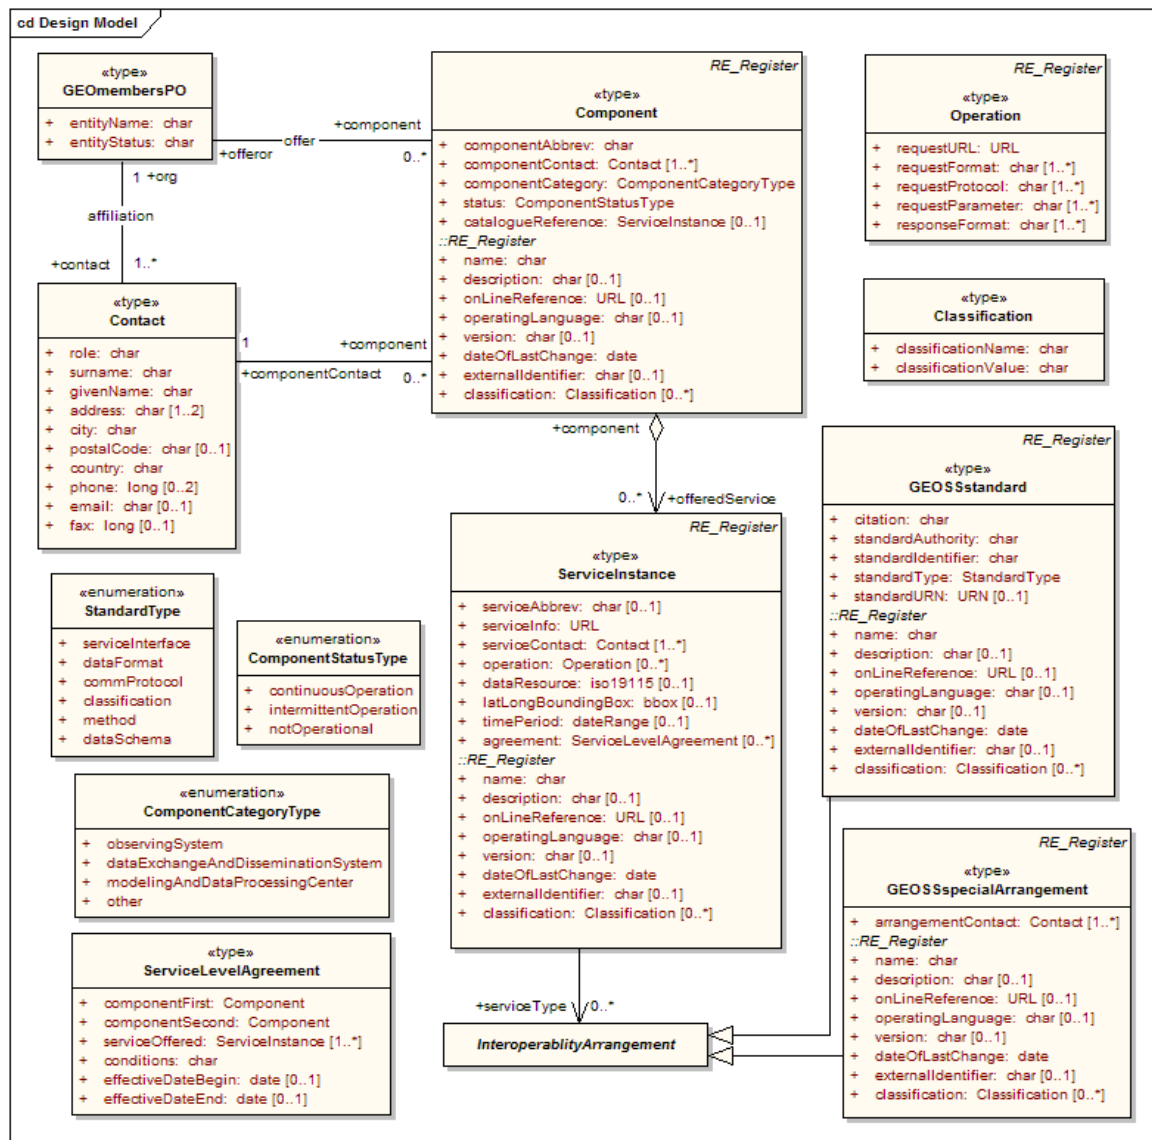 cd Design Model
«type»
GEOmembersPO
+ entityName: char
+ entityStatus: char
offer
+offeror
+component
0..*
1 +org
affiliation
+contact
1..*
RE_Register
«type»
Component
+ componentAbbrev: char
+ componentContact: Contact [1..*]
+ componentCategory: ComponentCategoryType
+ status: ComponentStatusType
+ catalogueReference: ServiceInstance [0..1]
::RE_Register
+ name: char
+ description: char [0..1]
+ onLineReference: URL [0..1]
+ operatingLanguage: char [0..1]
+ version: char [0..1]
+ dateOfLastChange: date
+ externalIdentifier: char [0..1]
+ classification: Classification [0..*]
RE_Register
«type»
Operation
+ requestURL: URL
+ requestFormat: char [1..*]
+ requestProtocol: char [1..*]
+ requestParameter: char [1..*]
+ responseFormat: char [1..*]
«type»
Classification
+ classificationName: char
+ classificationValue: char
«type»
Contact
+ role: char
+ surname: char
+ givenName: char
+ address: char [1..2]
+ city: char
+ postalCode: char [0..1]
+ country: char
+ phone: long [0..2]
+ email: char [0..1]
+ fax: long [0..1]
1
+componentContact
+component
0..*
+component
0..*
+offeredService
RE_Register
«type»
GEOSSstandard
+ citation: char
+ standardAuthority: char
+ standardIdentifier: char
+ standardType: StandardType
+ standardURN: URN [0..1]
::RE_Register
+ name: char
+ description: char [0..1]
+ onLineReference: URL [0..1]
+ operatingLanguage: char [0..1]
+ version: char [0..1]
+ dateOfLastChange: date
+ externalIdentifier: char [0..1]
+ classification: Classification [0..*]
RE_Register
«type»
ServiceInstance
+ serviceAbbrev: char [0..1]
+ serviceInfo: URL
+ serviceContact: Contact [1..*]
+ operation: Operation [0..*]
+ dataResource: iso19115 [0..1]
+ latLongBoundingBox: bbox [0..1]
+ timePeriod: dateRange [0..1]
+ agreement: ServiceLevelAgreement [0..*]
::RE_Register
+ name: char
+ description: char [0..1]
+ onLineReference: URL [0..1]
+ operatingLanguage: char [0..1]
+ version: char [0..1]
+ dateOfLastChange: date
+ externalIdentifier: char [0..1]
+ classification: Classification [0..*]
«enumeration»
StandardType
+ serviceInterface
+ dataFormat
+ commProtocol
+ classification
+ method
+ dataSchema
«enumeration»
ComponentStatusType
+ continuousOperation
+ intermittentOperation
+ notOperational
«enumeration»
ComponentCategoryType
+ observingSystem
+ dataExchangeAndDisseminationSystem
+ modelingAndDataProcessingCenter
+ other
«type»
ServiceLevelAgreement
+ componentFirst: Component
+ componentSecond: Component
+ serviceOffered: ServiceInstance [1..*]
+ conditions: char
+ effectiveDateBegin: date [0..1]
+ effectiveDateEnd: date [0..1]
+serviceType
0..*
InteroperablityArrangement
RE_Register
«type»
GEOSSspecialArrangement
+ arrangementContact: Contact [1..*]
::RE_Register
+ name: char
+ description: char [0..1]
+ onLineReference: URL [0..1]
+ operatingLanguage: char [0..1]
+ version: char [0..1]
+ dateOfLastChange: date
+ externalIdentifier: char [0..1]
+ classification: Classification [0..*]